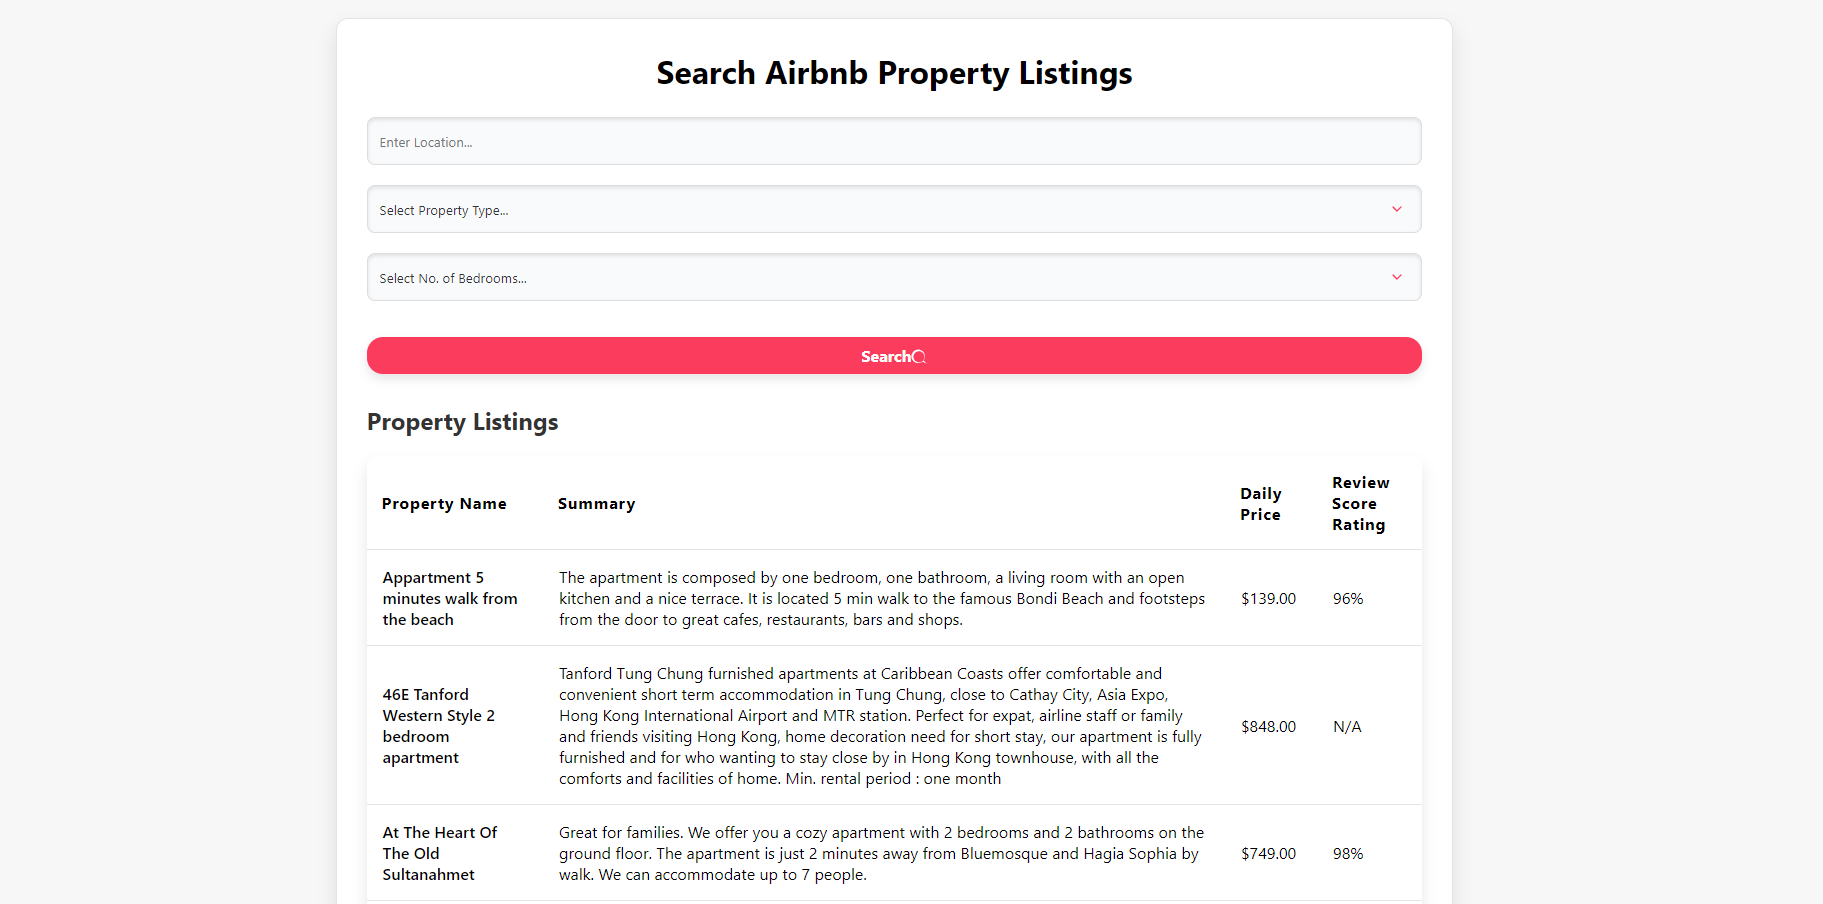 Search Airbnb Property Listings
Enter Location...
Select Property Type...
Select No. of Bedrooms...
Search
Property Listings
Property Name
Summary
Daily
Price
Review
Score
Rating
Appartment 5
minutes walk from
the beach
The apartment is composed by one bedroom, one bathroom, a living room with an open
kitchen and a nice terrace. It is located 5 min walk to the famous Bondi Beach and footsteps
from the door to great cafes, restaurants, bars and shops.
$139.00
96%
46E Tanford
Western Style 2
bedroom
apartment
Tanford Tung Chung furnished apartments at Caribbean Coasts offer comfortable and
convenient short term accommodation in Tung Chung, close to Cathay City, Asia Expo,
Hong Kong International Airport and MTR station. Perfect for expat, airline staff or family
and friends visiting Hong Kong, home decoration need for short stay, our apartment is fully
furnished and for who wanting to stay close by in Hong Kong townhouse, with all the
comforts and facilities of home. Min. rental period : one month
$848.00
N/A
At The Heart Of
The Old
Sultanahmet
Great for families. We offer you a cozy apartment with 2 bedrooms and 2 bathrooms on the
ground floor. The apartment is just 2 minutes away from Bluemosque and Hagia Sophia by
walk. We can accommodate up to 7 people.
$749.00
98%